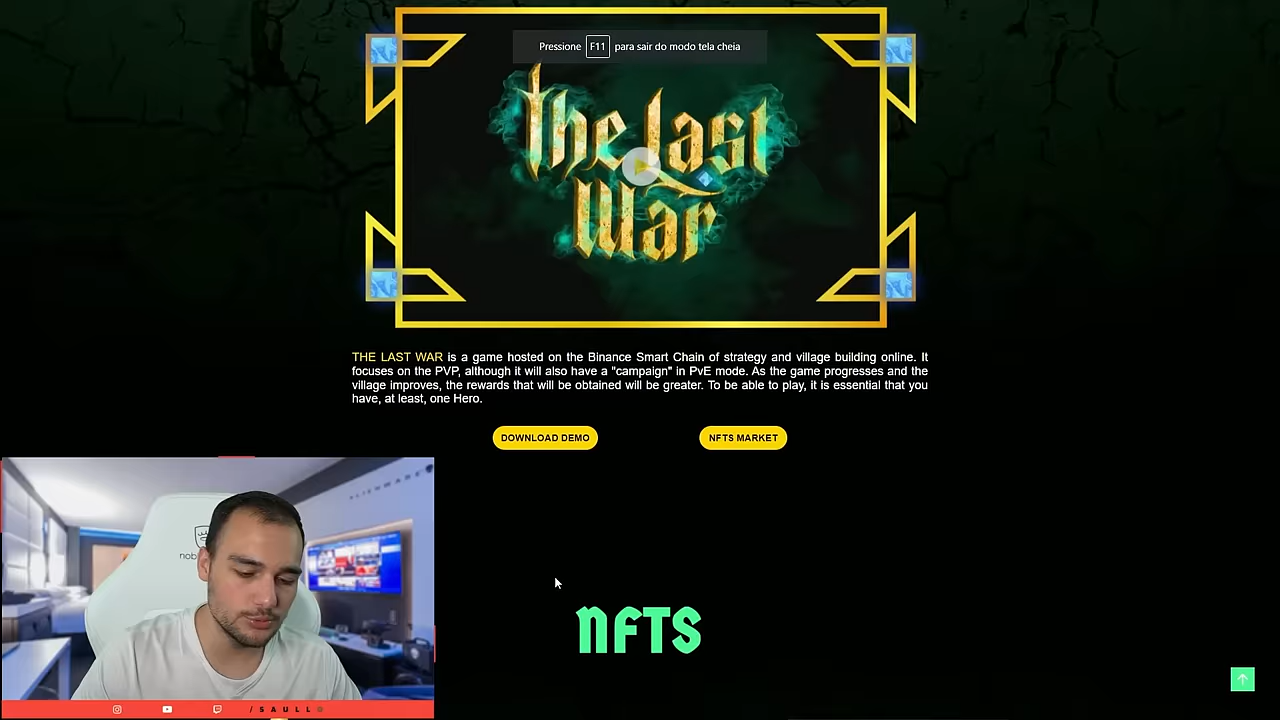 Pressione F11 para sair do modo tela cheia
The Last
War
THE LAST WAR is a game hosted on the Binance Smart Chain of strategy and village building online. It
focuses on the PVP, although it will also have a "campaign" in PvE mode. As the game progresses and the
village improves, the rewards that will be obtained will be greater. To be able to play, it is essential that you
have, at least, one Hero.
DOWNLOAD DEMO
NFTS MARKET
ALIENWARE
nob
NFTS